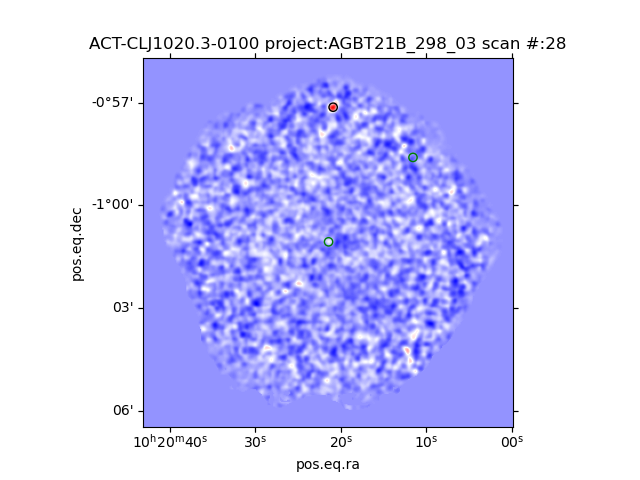 ACT-CLJ1020.3-0100 project:AGBT21B_298_03 scan #:28
-0°57'
-1°00'
03'
06'
pos.eq.dec
10ʰ20ᵐ40ˢ 30ˢ 20ˢ 10ˢ 00ˢ
pos.eq.ra